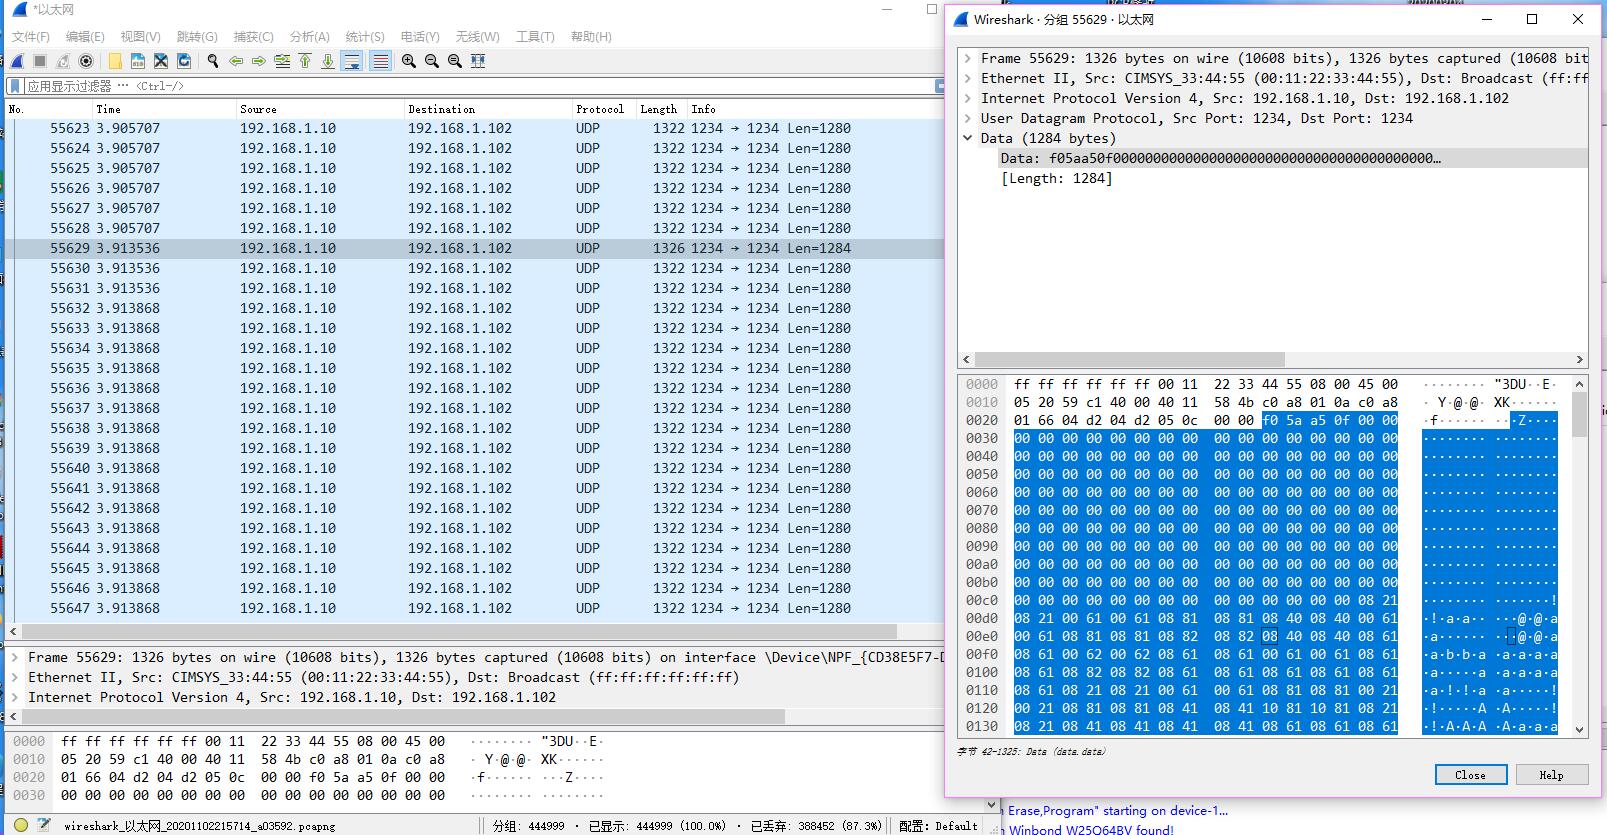 *以太网
文件(F) 编辑(E) 视图(V) 跳转(G) 捕获(C) 分析(A) 统计(S) 电话(Y) 无线(W) 工具(T) 帮助(H)
应用显示过滤器 … <Ctrl-/>
No. Time Source Destination Protocol Length Info
55623 3.905707 192.168.1.10 192.168.1.102 UDP 1322 1234 → 1234 Len=1280
55624 3.905707 192.168.1.10 192.168.1.102 UDP 1322 1234 → 1234 Len=1280
55625 3.905707 192.168.1.10 192.168.1.102 UDP 1322 1234 → 1234 Len=1280
55626 3.905707 192.168.1.10 192.168.1.102 UDP 1322 1234 → 1234 Len=1280
55627 3.905707 192.168.1.10 192.168.1.102 UDP 1322 1234 → 1234 Len=1280
55628 3.905707 192.168.1.10 192.168.1.102 UDP 1322 1234 → 1234 Len=1280
55629 3.913536 192.168.1.10 192.168.1.102 UDP 1326 1234 → 1234 Len=1284
55630 3.913536 192.168.1.10 192.168.1.102 UDP 1322 1234 → 1234 Len=1280
55631 3.913536 192.168.1.10 192.168.1.102 UDP 1322 1234 → 1234 Len=1280
55632 3.913868 192.168.1.10 192.168.1.102 UDP 1322 1234 → 1234 Len=1280
55633 3.913868 192.168.1.10 192.168.1.102 UDP 1322 1234 → 1234 Len=1280
55634 3.913868 192.168.1.10 192.168.1.102 UDP 1322 1234 → 1234 Len=1280
55635 3.913868 192.168.1.10 192.168.1.102 UDP 1322 1234 → 1234 Len=1280
55636 3.913868 192.168.1.10 192.168.1.102 UDP 1322 1234 → 1234 Len=1280
55637 3.913868 192.168.1.10 192.168.1.102 UDP 1322 1234 → 1234 Len=1280
55638 3.913868 192.168.1.10 192.168.1.102 UDP 1322 1234 → 1234 Len=1280
55639 3.913868 192.168.1.10 192.168.1.102 UDP 1322 1234 → 1234 Len=1280
55640 3.913868 192.168.1.10 192.168.1.102 UDP 1322 1234 → 1234 Len=1280
55641 3.913868 192.168.1.10 192.168.1.102 UDP 1322 1234 → 1234 Len=1280
55642 3.913868 192.168.1.10 192.168.1.102 UDP 1322 1234 → 1234 Len=1280
55643 3.913868 192.168.1.10 192.168.1.102 UDP 1322 1234 → 1234 Len=1280
55644 3.913868 192.168.1.10 192.168.1.102 UDP 1322 1234 → 1234 Len=1280
55645 3.913868 192.168.1.10 192.168.1.102 UDP 1322 1234 → 1234 Len=1280
55646 3.913868 192.168.1.10 192.168.1.102 UDP 1322 1234 → 1234 Len=1280
55647 3.913868 192.168.1.10 192.168.1.102 UDP 1322 1234 → 1234 Len=1280
Frame 55629: 1326 bytes on wire (10608 bits), 1326 bytes captured (10608 bits) on interface \Device\NPF_{CD38E5F7-D
Ethernet II, Src: CIMSYS_33:44:55 (00:11:22:33:44:55), Dst: Broadcast (ff:ff:ff:ff:ff:ff)
Internet Protocol Version 4, Src: 192.168.1.10, Dst: 192.168.1.102
0000 ff ff ff ff ff ff 00 11 22 33 44 55 08 00 45 00 ········ "3DU··E·
0010 05 20 59 c1 40 00 40 11 58 4b c0 a8 01 0a c0 a8 · Y·@·@· XK······
0020 01 66 04 d2 04 d2 05 0c 00 00 f0 5a a5 0f 00 00 ·f······ ···Z····
0030 00 00 00 00 00 00 00 00 00 00 00 00 00 00 00 00 ········ ········
wireshark_以太网_20201102215714_a03592.pcapng
分组: 444999 · 已显示: 444999 (100.0%) · 已丢弃: 388452 (87.3%)
配置: Default
Wireshark · 分组 55629 · 以太网
Frame 55629: 1326 bytes on wire (10608 bits), 1326 bytes captured (10608 bit
Ethernet II, Src: CIMSYS_33:44:55 (00:11:22:33:44:55), Dst: Broadcast (ff:ff
Internet Protocol Version 4, Src: 192.168.1.10, Dst: 192.168.1.102
User Datagram Protocol, Src Port: 1234, Dst Port: 1234
Data (1284 bytes)
Data: f05aa50f0000000000000000000000000000000000000000…
[Length: 1284]
0000 ff ff ff ff ff ff 00 11 22 33 44 55 08 00 45 00 ········ "3DU··E·
0010 05 20 59 c1 40 00 40 11 58 4b c0 a8 01 0a c0 a8 · Y·@·@· XK······
0020 01 66 04 d2 04 d2 05 0c 00 00 f0 5a a5 0f 00 00 ·f······ ···Z····
0030 00 00 00 00 00 00 00 00 00 00 00 00 00 00 00 00 ········ ········
0040 00 00 00 00 00 00 00 00 00 00 00 00 00 00 00 00 ········ ········
0050 00 00 00 00 00 00 00 00 00 00 00 00 00 00 00 00 ········ ········
0060 00 00 00 00 00 00 00 00 00 00 00 00 00 00 00 00 ········ ········
0070 00 00 00 00 00 00 00 00 00 00 00 00 00 00 00 00 ········ ········
0080 00 00 00 00 00 00 00 00 00 00 00 00 00 00 00 00 ········ ········
0090 00 00 00 00 00 00 00 00 00 00 00 00 00 00 00 00 ········ ········
00a0 00 00 00 00 00 00 00 00 00 00 00 00 00 00 00 00 ········ ········
00b0 00 00 00 00 00 00 00 00 00 00 00 00 00 00 00 00 ········ ········
00c0 00 00 00 00 00 00 00 00 00 00 00 00 00 00 08 21 ········ ·······!
00d0 08 21 00 61 00 61 08 81 08 81 08 40 08 40 00 61 ·!·a·a·· ···@·@·a
00e0 00 61 08 81 08 81 08 82 08 82 08 40 08 40 08 61 ·a······ ···@·@·a
00f0 08 61 00 62 00 62 08 61 08 61 00 61 00 61 08 61 ·a·b·b·a ·a·a·a·a
0100 08 61 08 82 08 82 08 61 08 61 08 81 08 61 08 61 ·a·····a ·a···a·a
0110 08 61 08 21 08 21 00 61 00 61 08 81 08 81 00 21 ·a·!·!·a ·a·····!
0120 00 21 08 81 08 81 08 41 08 41 10 81 10 81 08 21 ·!·····A ·A·····!
0130 08 21 08 41 08 41 08 41 08 41 08 61 08 61 08 61 ·!·A·A·A ·A·a·a·a
字节 42-1325: Data (data.data)
Close Help
Erase,Program" starting on device-1...
Winbond W25Q64BV found!